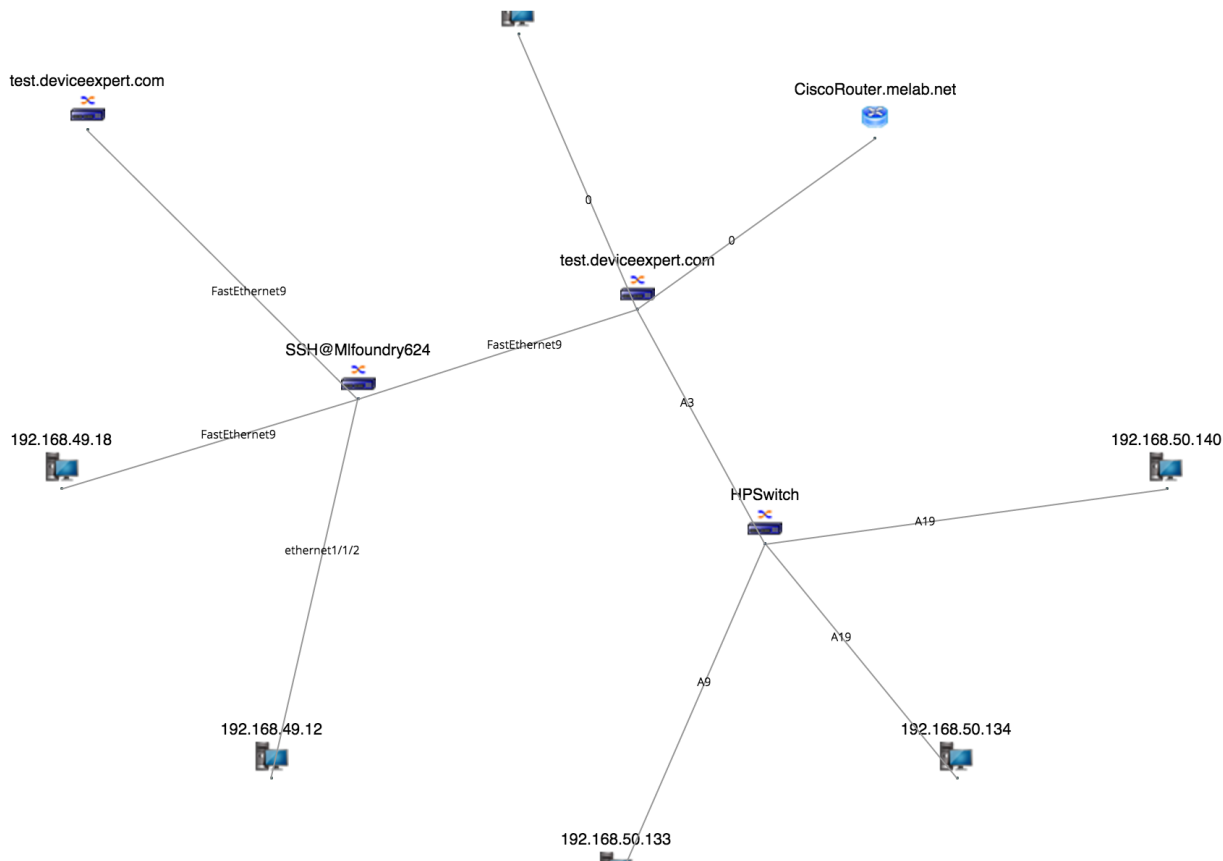 test.deviceexpert.com
CiscoRouter.melab.net
0
0
test.deviceexpert.com
FastEthernet9
FastEthernet9
SSH@MIfoundry624
A3
FastEthernet9
192.168.49.18
192.168.50.140
HPSwitch
A19
ethernet1/1/2
A19
A9
192.168.49.12
192.168.50.134
192.168.50.133